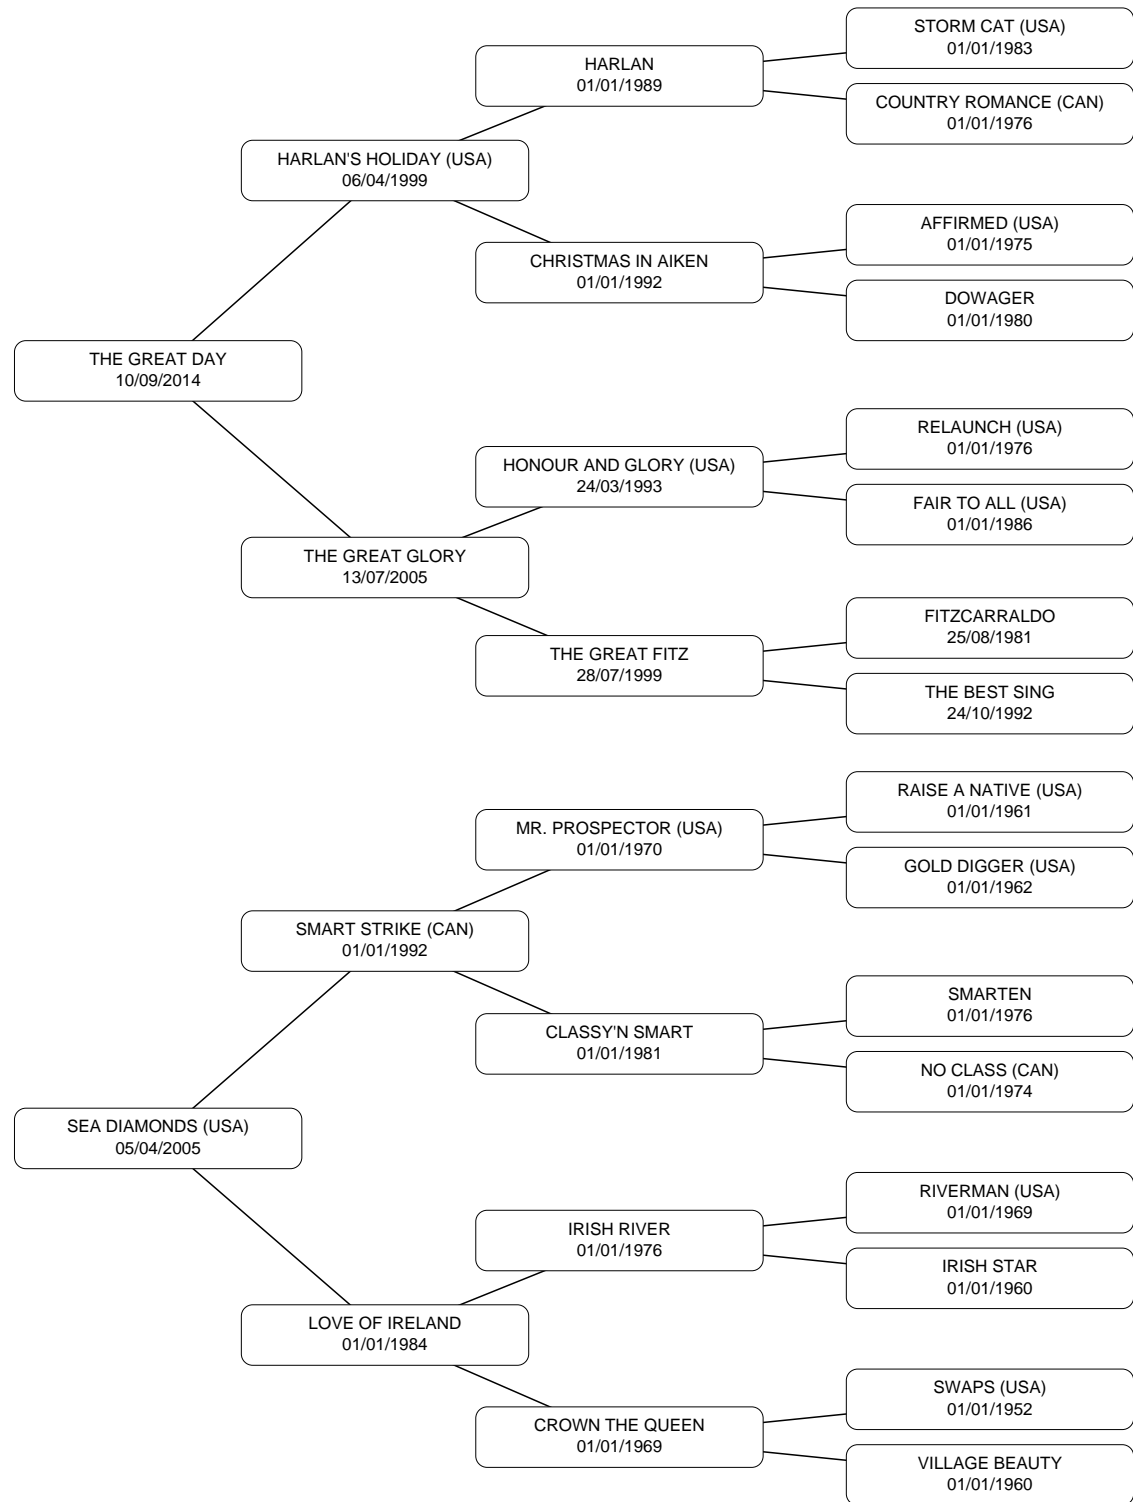 STORM CAT (USA)
01/01/1983
HARLAN
01/01/1989
COUNTRY ROMANCE (CAN)
01/01/1976
HARLAN'S HOLIDAY (USA)
06/04/1999
AFFIRMED (USA)
01/01/1975
CHRISTMAS IN AIKEN
01/01/1992
DOWAGER
01/01/1980
THE GREAT DAY
10/09/2014
RELAUNCH (USA)
01/01/1976
HONOUR AND GLORY (USA)
24/03/1993
FAIR TO ALL (USA)
01/01/1986
THE GREAT GLORY
13/07/2005
FITZCARRALDO
25/08/1981
THE GREAT FITZ
28/07/1999
THE BEST SING
24/10/1992
RAISE A NATIVE (USA)
01/01/1961
MR. PROSPECTOR (USA)
01/01/1970
GOLD DIGGER (USA)
01/01/1962
SMART STRIKE (CAN)
01/01/1992
SMARTEN
01/01/1976
CLASSY'N SMART
01/01/1981
NO CLASS (CAN)
01/01/1974
SEA DIAMONDS (USA)
05/04/2005
RIVERMAN (USA)
01/01/1969
IRISH RIVER
01/01/1976
IRISH STAR
01/01/1960
LOVE OF IRELAND
01/01/1984
SWAPS (USA)
01/01/1952
CROWN THE QUEEN
01/01/1969
VILLAGE BEAUTY
01/01/1960